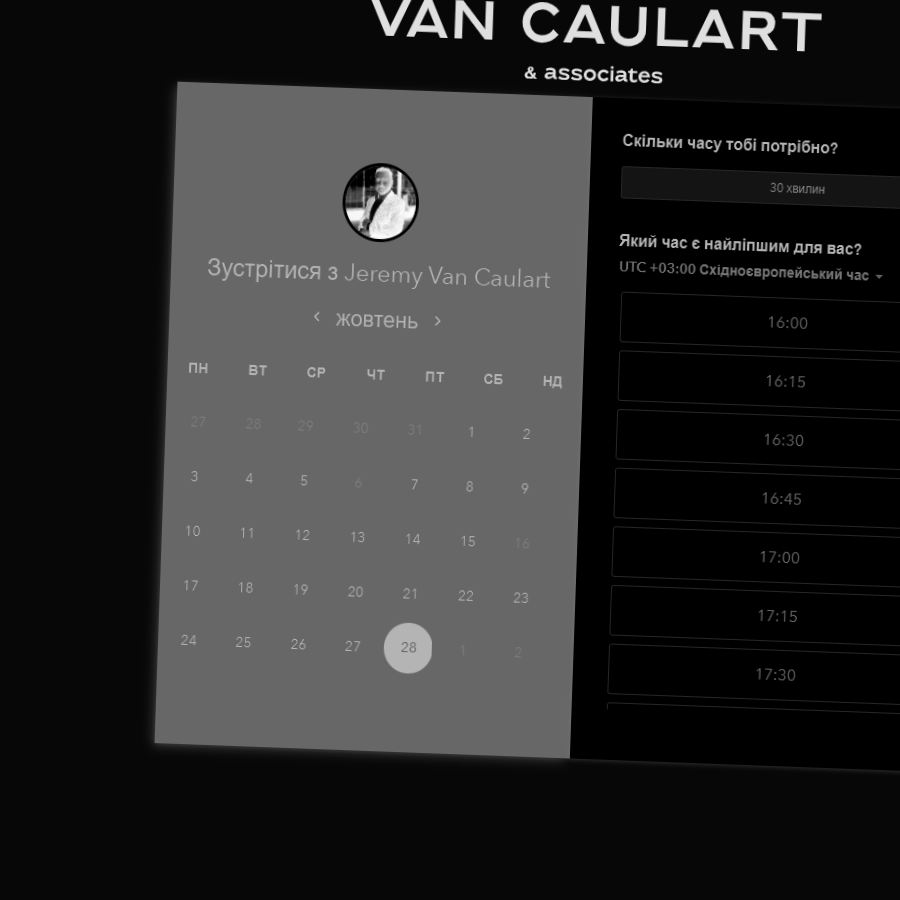 VAN CAULART
& associates
Зустрітися з Jeremy Van Caulart
‹ жовтень ›
ПН ВТ СР ЧТ ПТ СБ НД
27 28 29 30 31 1 2
3 4 5 6 7 8 9
10 11 12 13 14 15 16
17 18 19 20 21 22 23
24 25 26 27 28 1 2
Скільки часу тобі потрібно?
30 хвилин
Який час є найліпшим для вас?
UTC +03:00 Східноєвропейський час
16:00
16:15
16:30
16:45
17:00
17:15
17:30